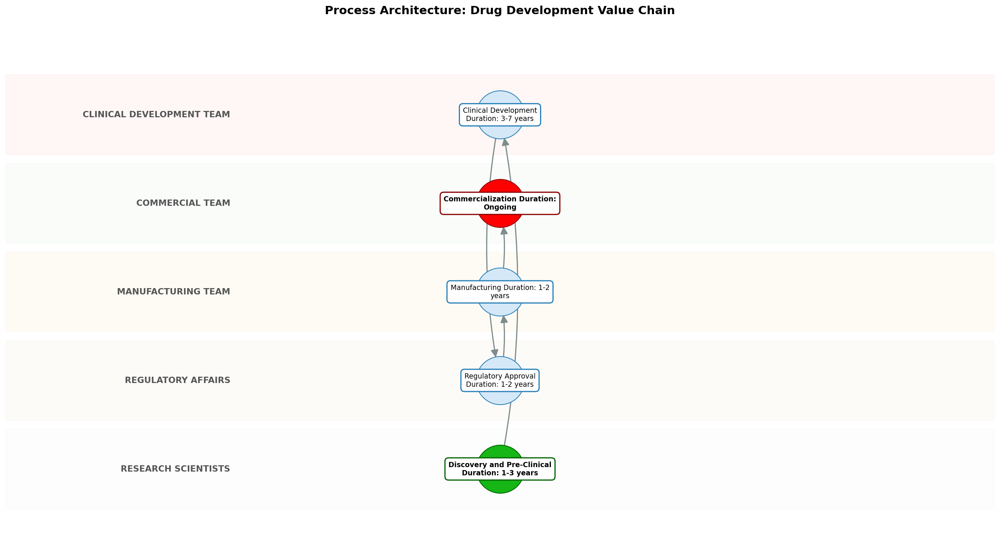 Process Architecture: Drug Development Value Chain
CLINICAL DEVELOPMENT TEAM
Clinical Development
Duration: 3-7 years
COMMERCIAL TEAM
Commercialization Duration:
Ongoing
MANUFACTURING TEAM
Manufacturing Duration: 1-2
years
REGULATORY AFFAIRS
Regulatory Approval
Duration: 1-2 years
RESEARCH SCIENTISTS
Discovery and Pre-Clinical
Duration: 1-3 years